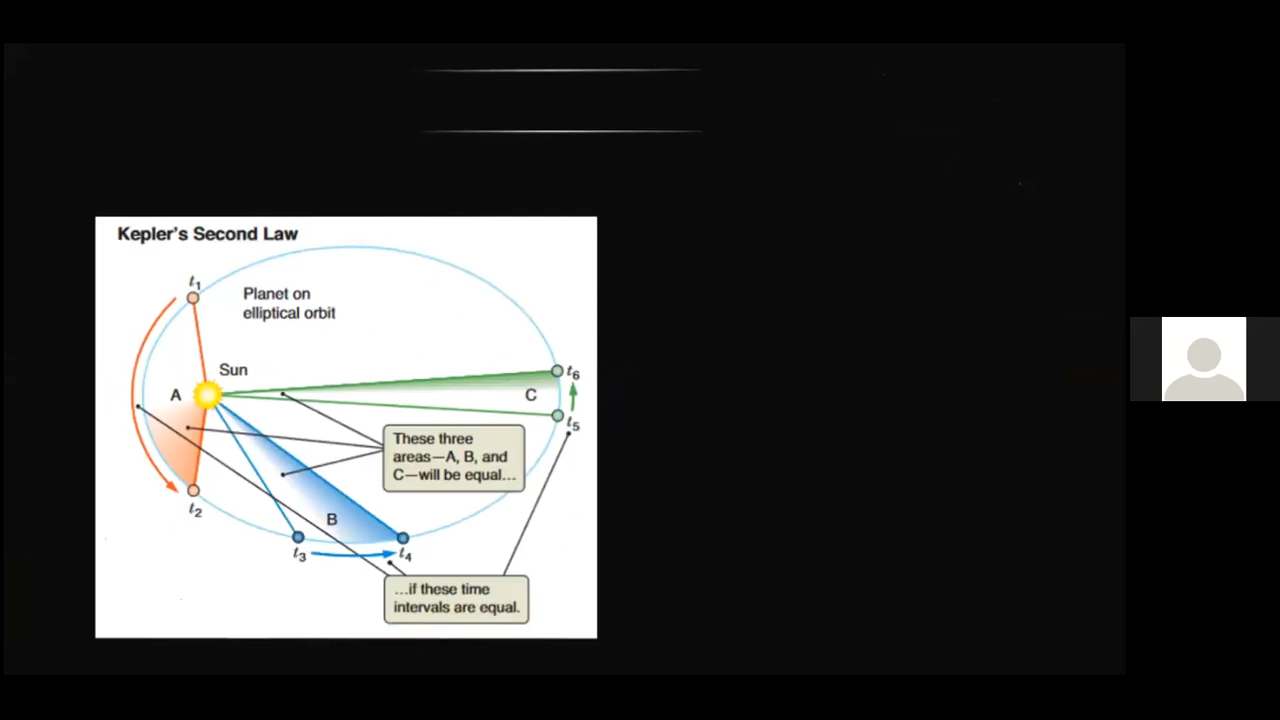 Kepler's Second Law
t1
Planet on
elliptical orbit
Sun
A
t6
C
t5
These three
areas—A, B, and
C—will be equal...
t2
B
t3
t4
...if these time
intervals are equal.